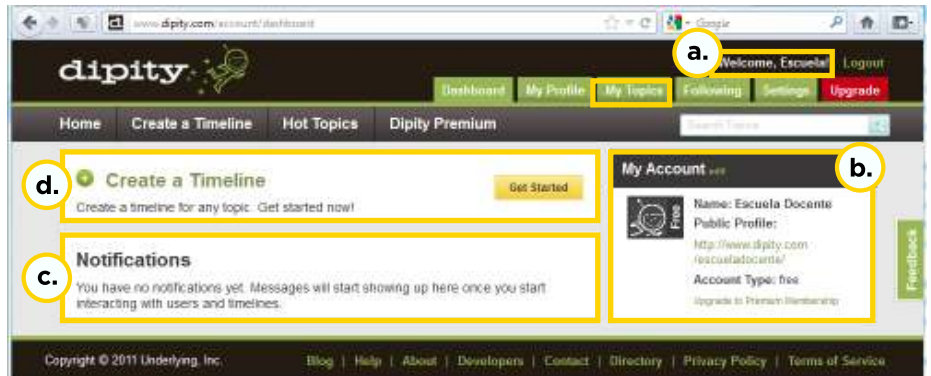 www.dipity.com/account/dashboard
Google
a.
Welcome, Escuela! Logout
dipity
Dashboard My Profile My Topics Following Settings Upgrade
Home Create a Timeline Hot Topics Dipity Premium
Search Topics
d.
Create a Timeline
Create a timeline for any topic. Get started now!
Get Started
c.
Notifications
You have no notifications yet. Messages will start showing up here once you start
interacting with users and timelines.
My Account edit
b.
Free
Name: Escuela Docente
Public Profile:
http://www.dipity.com
/escueladocente/
Account Type: free
Upgrade to Premium Membership
Feedback
Copyright © 2011 Underlying, Inc.
Blog | Help | About | Developers | Contact | Directory | Privacy Policy | Terms of Service